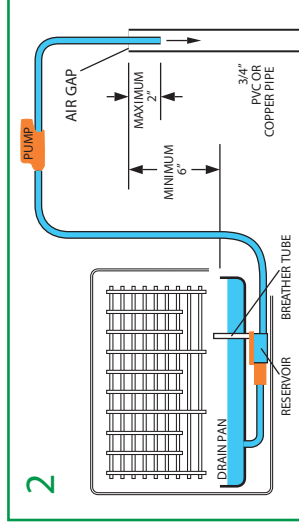 2
PUMP
AIR GAP
MAXIMUM
2"
MINIMUM
6"
3/4"
PVC OR
COPPER PIPE
DRAIN PAN
BREATHER TUBE
RESERVOIR